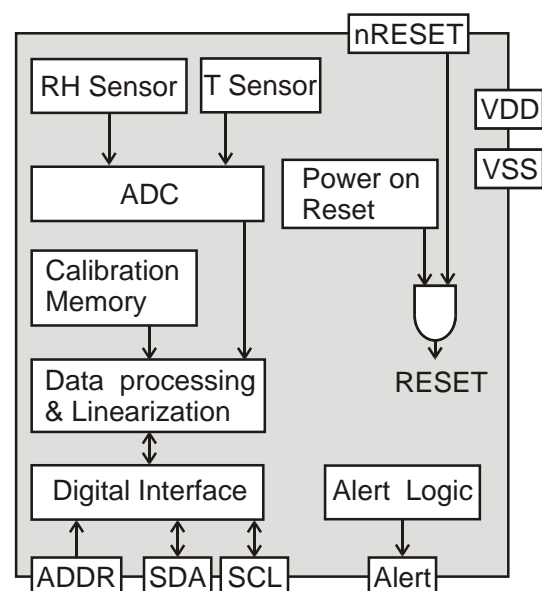 nRESET
RH Sensor
T Sensor
VDD
VSS
ADC
Power on
Reset
Calibration
Memory
Data processing
& Linearization
RESET
Digital Interface
Alert Logic
ADDR
SDA
SCL
Alert